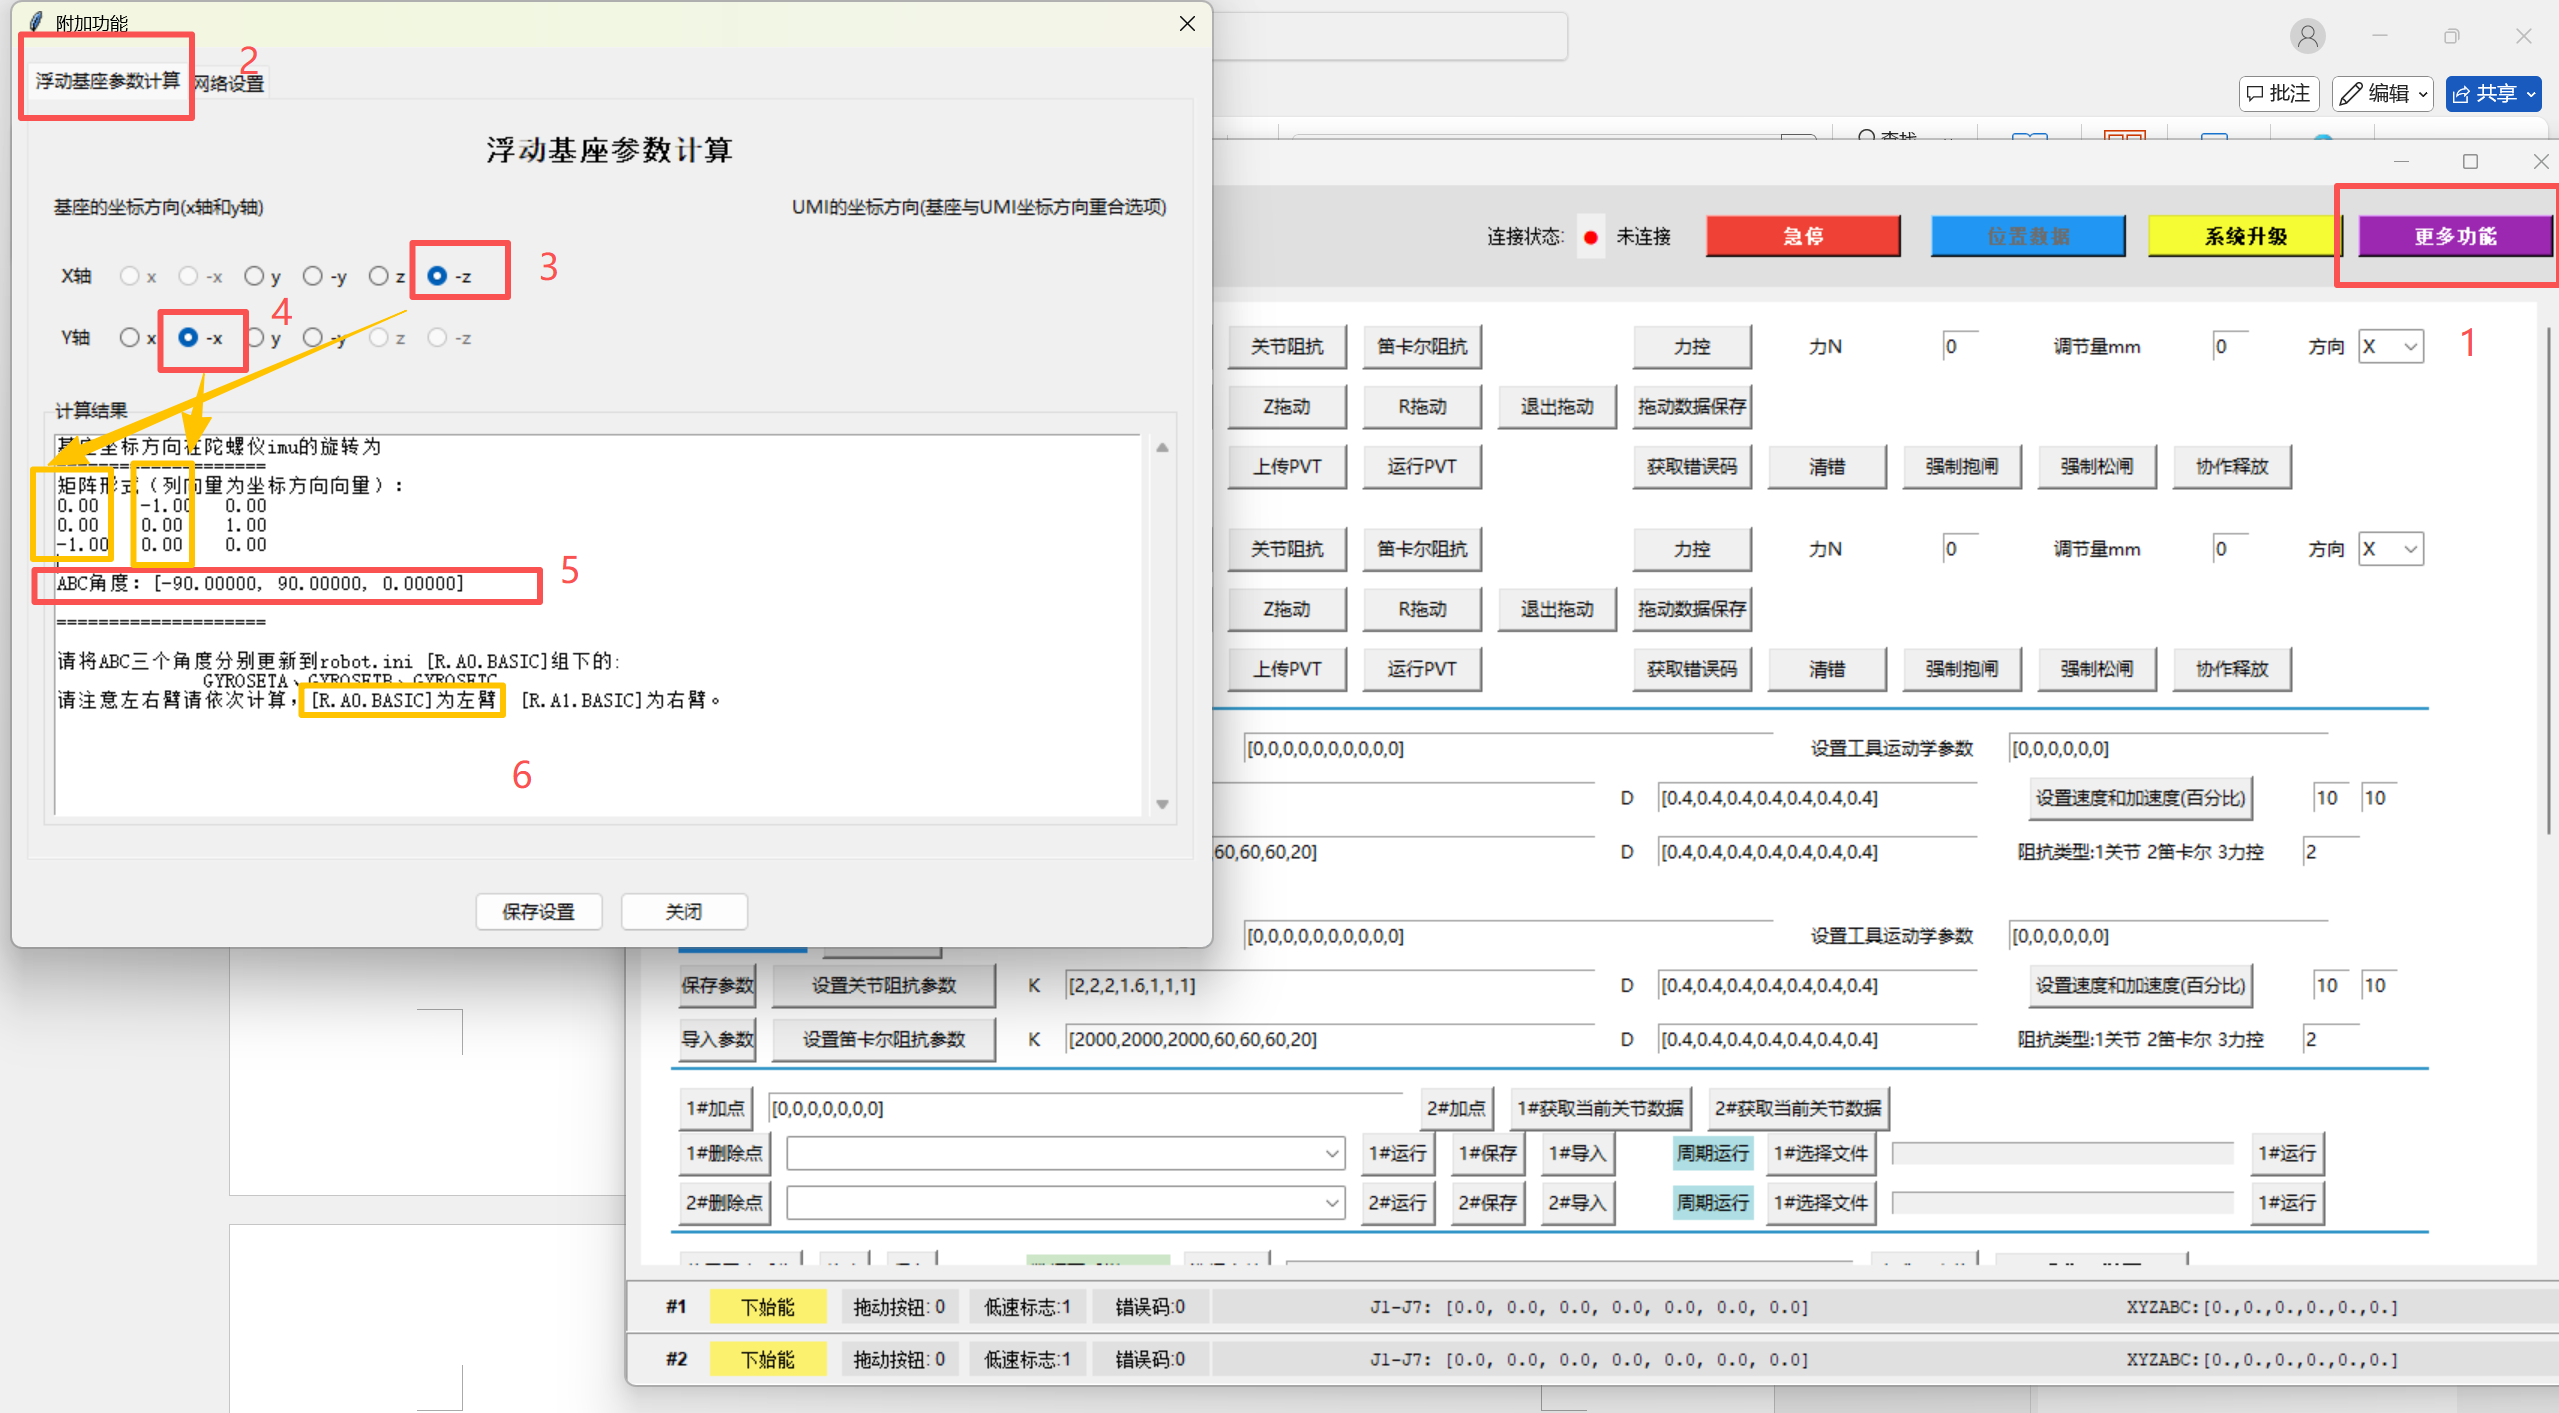 附加功能
2
浮动基座参数计算 网络设置
浮动基座参数计算
基座的坐标方向(x轴和y轴) UMI的坐标方向(基座与UMI坐标方向重合选项)
X轴 x -x y -y z -z 3
4
Y轴 x -x y -y z -z
计算结果
基座坐标方向在陀螺仪imu的旋转为
====================
矩阵形式（列向量为坐标方向向量）:
0.00 -1.00 0.00
0.00 0.00 1.00
-1.00 0.00 0.00
5
ABC角度: [-90.00000, 90.00000, 0.00000]
====================
请将ABC三个角度分别更新到robot.ini [R.A0.BASIC]组下的:
GYROSETA、GYROSETB、GYROSETC
请注意左右臂请依次计算, [R.A0.BASIC]为左臂 [R.A1.BASIC]为右臂。
6
保存设置 关闭
批注 编辑 共享
查找
连接状态: 未连接 急停 位置数据 系统升级 更多功能
1
关节阻抗 笛卡尔阻抗 力控 力N 0 调节量mm 0 方向 X
Z拖动 R拖动 退出拖动 拖动数据保存
上传PVT 运行PVT 获取错误码 清错 强制抱闸 强制松闸 协作释放
关节阻抗 笛卡尔阻抗 力控 力N 0 调节量mm 0 方向 X
Z拖动 R拖动 退出拖动 拖动数据保存
上传PVT 运行PVT 获取错误码 清错 强制抱闸 强制松闸 协作释放
[0,0,0,0,0,0,0,0,0,0] 设置工具运动学参数 [0,0,0,0,0,0]
D [0.4,0.4,0.4,0.4,0.4,0.4,0.4] 设置速度和加速度(百分比) 10 10
,60,60,60,20] D [0.4,0.4,0.4,0.4,0.4,0.4,0.4] 阻抗类型:1关节 2笛卡尔 3力控 2
[0,0,0,0,0,0,0,0,0,0] 设置工具运动学参数 [0,0,0,0,0,0]
保存参数 设置关节阻抗参数 K [2,2,2,1.6,1,1,1] D [0.4,0.4,0.4,0.4,0.4,0.4,0.4] 设置速度和加速度(百分比) 10 10
导入参数 设置笛卡尔阻抗参数 K [2000,2000,2000,60,60,60,20] D [0.4,0.4,0.4,0.4,0.4,0.4,0.4] 阻抗类型:1关节 2笛卡尔 3力控 2
1#加点 [0,0,0,0,0,0,0] 2#加点 1#获取当前关节数据 2#获取当前关节数据
1#删除点 1#运行 1#保存 1#导入 周期运行 1#选择文件 1#运行
2#删除点 2#运行 2#保存 2#导入 周期运行 1#选择文件 1#运行
#1 下始能 拖动按钮: 0 低速标志:1 错误码:0 J1-J7: [0.0, 0.0, 0.0, 0.0, 0.0, 0.0, 0.0] XYZABC:[0.,0.,0.,0.,0.,0.]
#2 下始能 拖动按钮: 0 低速标志:1 错误码:0 J1-J7: [0.0, 0.0, 0.0, 0.0, 0.0, 0.0, 0.0] XYZABC:[0.,0.,0.,0.,0.,0.]